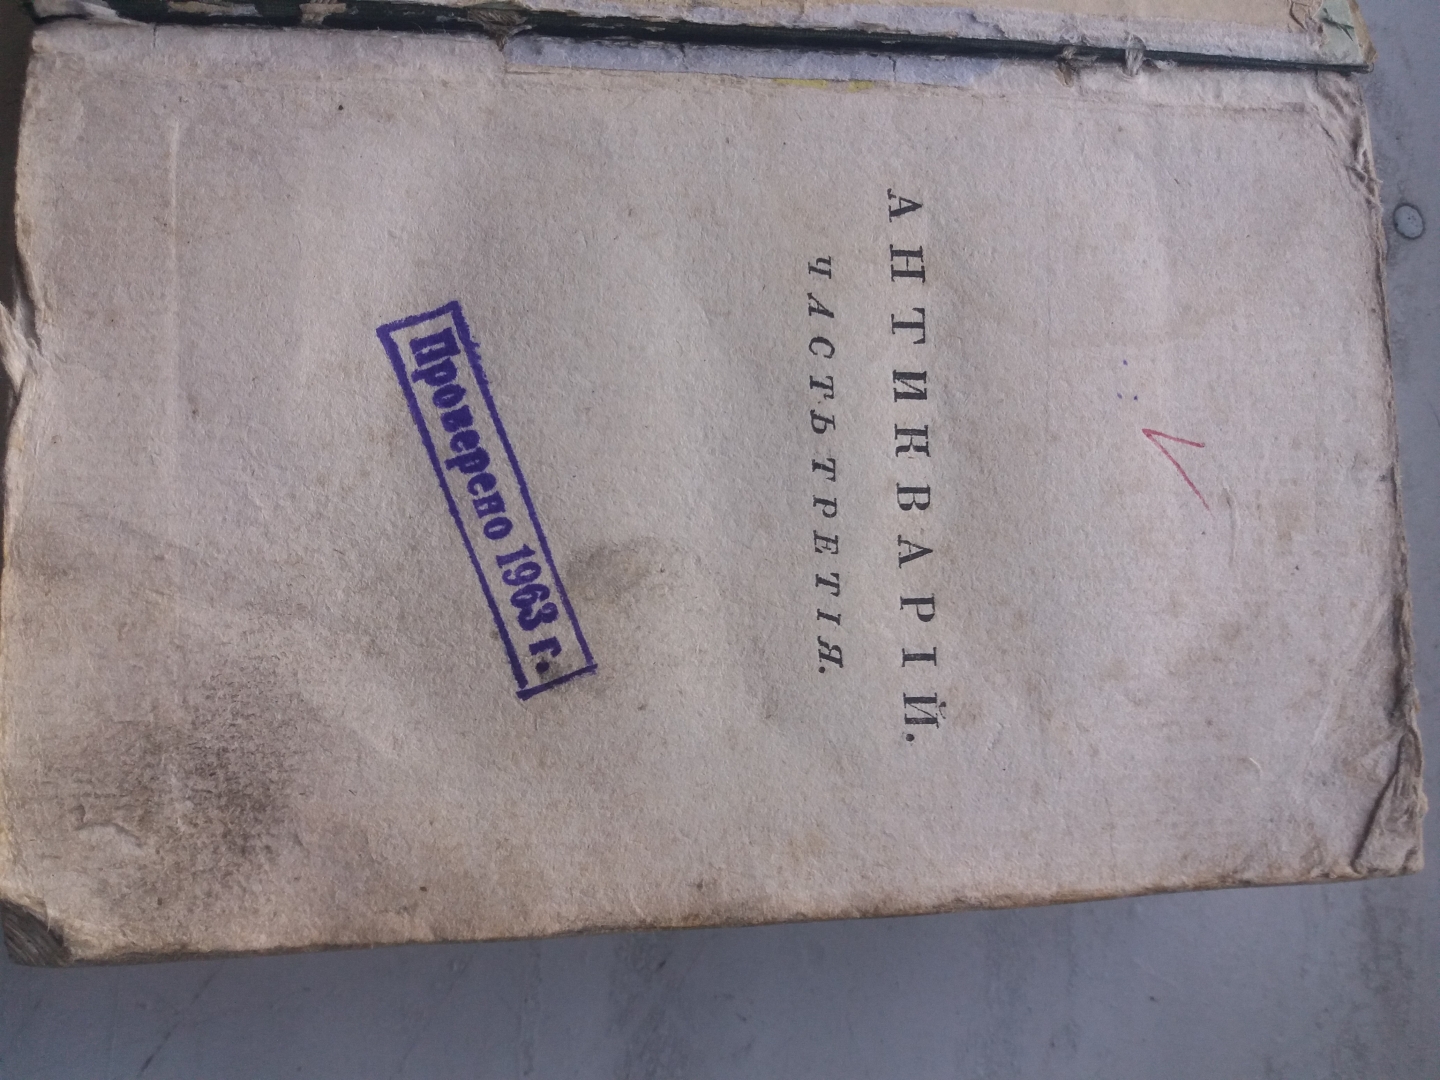 АНТИКВАРІЙ.
ЧАСТЬ ТРЕТІЯ.
Проверено 1963 г.